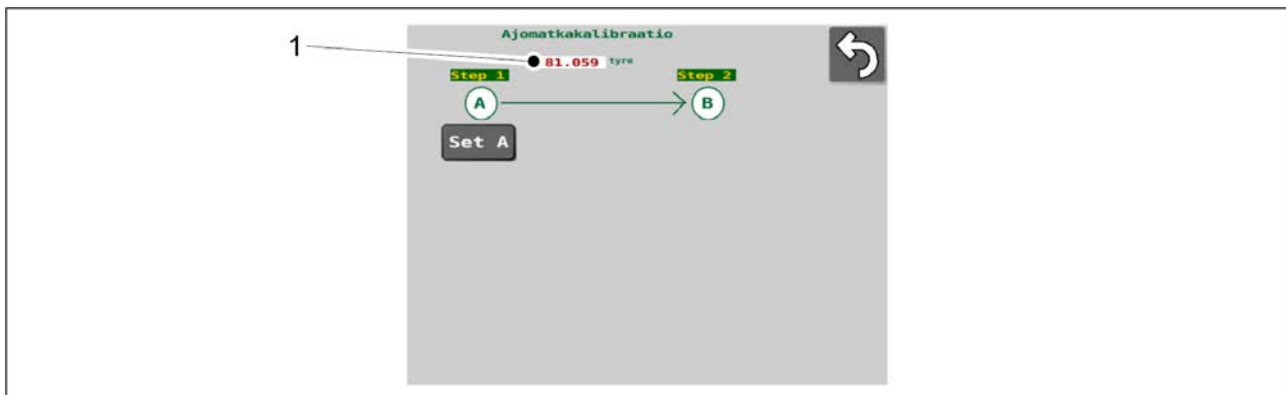 Ajomatkakalibraatio
1
81.059 tyre
Step 1 Step 2
A B
Set A